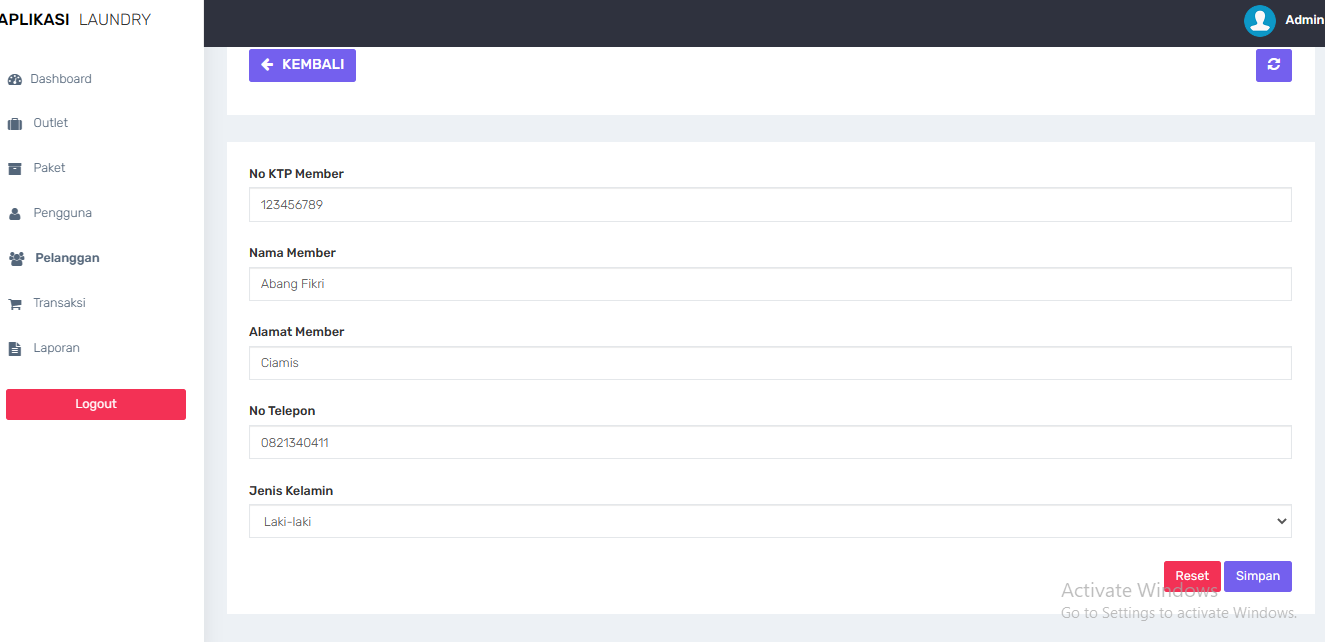 APLIKASI LAUNDRY
Admin
Dashboard
Outlet
Paket
Pengguna
Pelanggan
Transaksi
Laporan
Logout
KEMBALI
No KTP Member
123456789
Nama Member
Abang Fikri
Alamat Member
Ciamis
No Telepon
0821340411
Jenis Kelamin
Laki-laki
Reset Simpan
Activate Windows
Go to Settings to activate Windows.